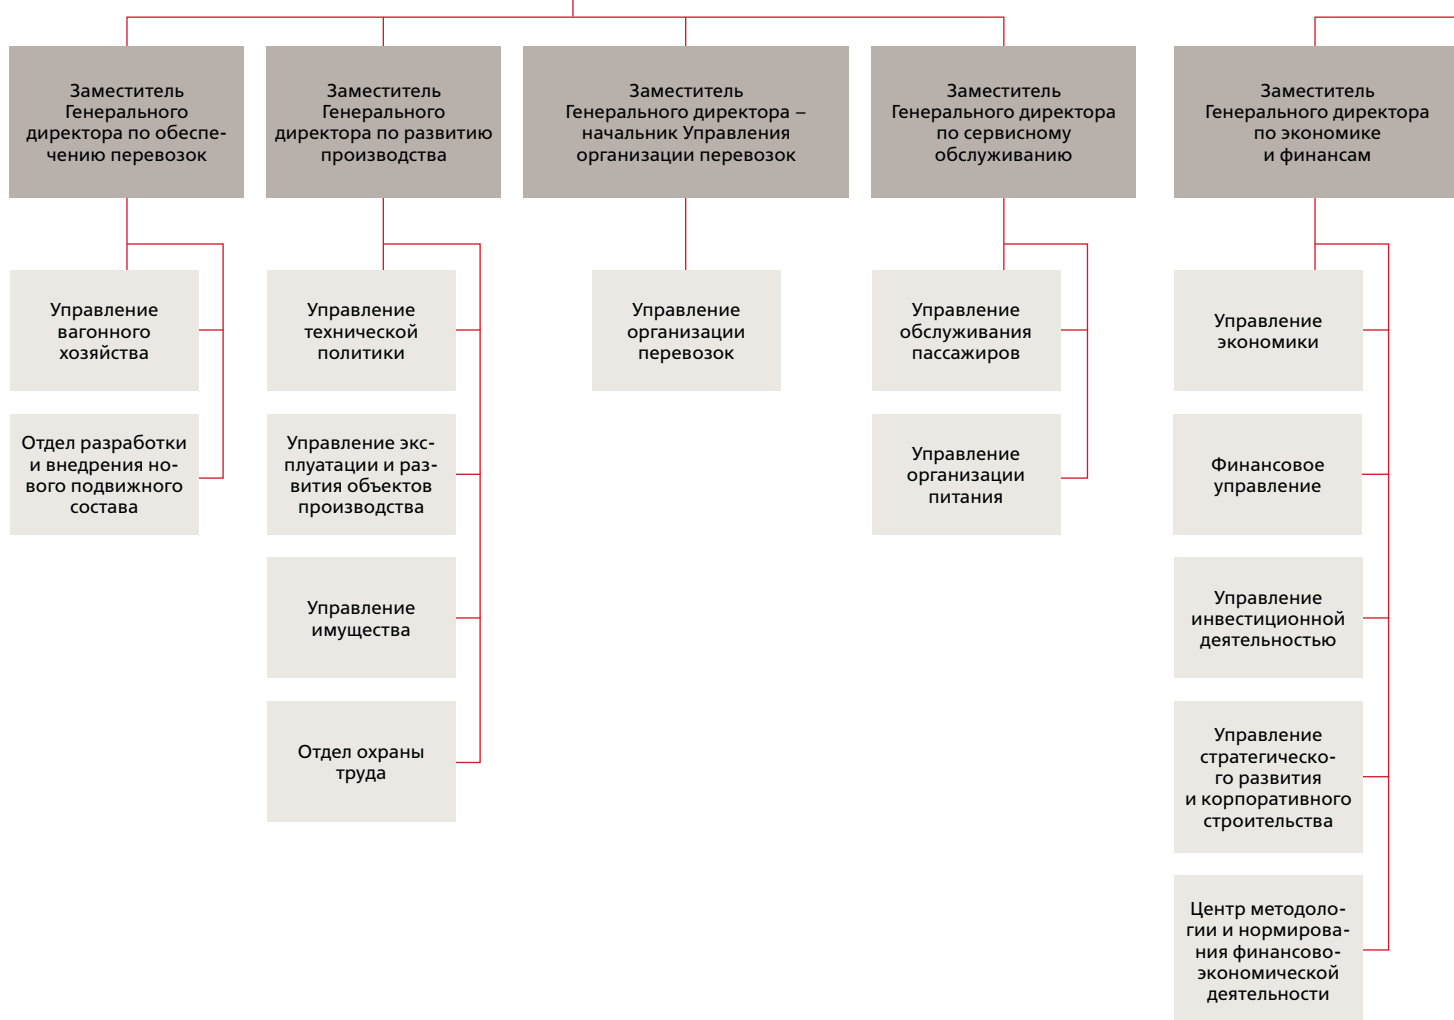 Заместитель
Генерального
директора по обеспе-
чению перевозок
Заместитель
Генерального
директора по развитию
производства
Заместитель
Генерального директора –
начальник Управления
организации перевозок
Заместитель
Генерального директора
по сервисному
обслуживанию
Заместитель
Генерального директора
по экономике
и финансам
Управление
вагонного
хозяйства
Управление
технической
политики
Управление
организации
перевозок
Управление
обслуживания
пассажиров
Управление
экономики
Отдел разработки
и внедрения но-
вого подвижного
состава
Управление экс-
плуатации и раз-
вития объектов
производства
Управление
организации
питания
Финансовое
управление
Управление
имущества
Управление
инвестиционной
деятельностью
Отдел охраны
труда
Управление
стратегическо-
го развития
и корпоративного
строительства
Центр методоло-
гии и нормирова-
ния финансово-
экономической
деятельности